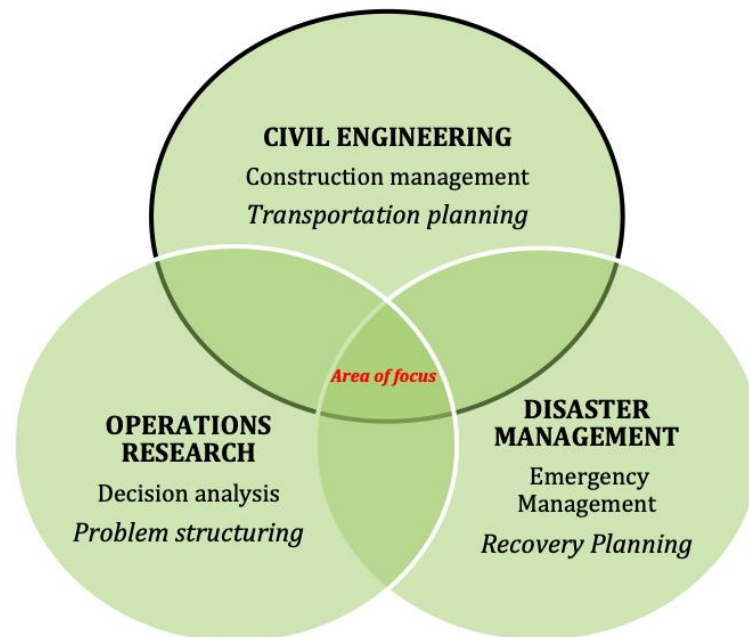 CIVIL ENGINEERING
Construction management
Transportation planning
Area of focus
OPERATIONS
RESEARCH
Decision analysis
Problem structuring
DISASTER
MANAGEMENT
Emergency
Management
Recovery Planning